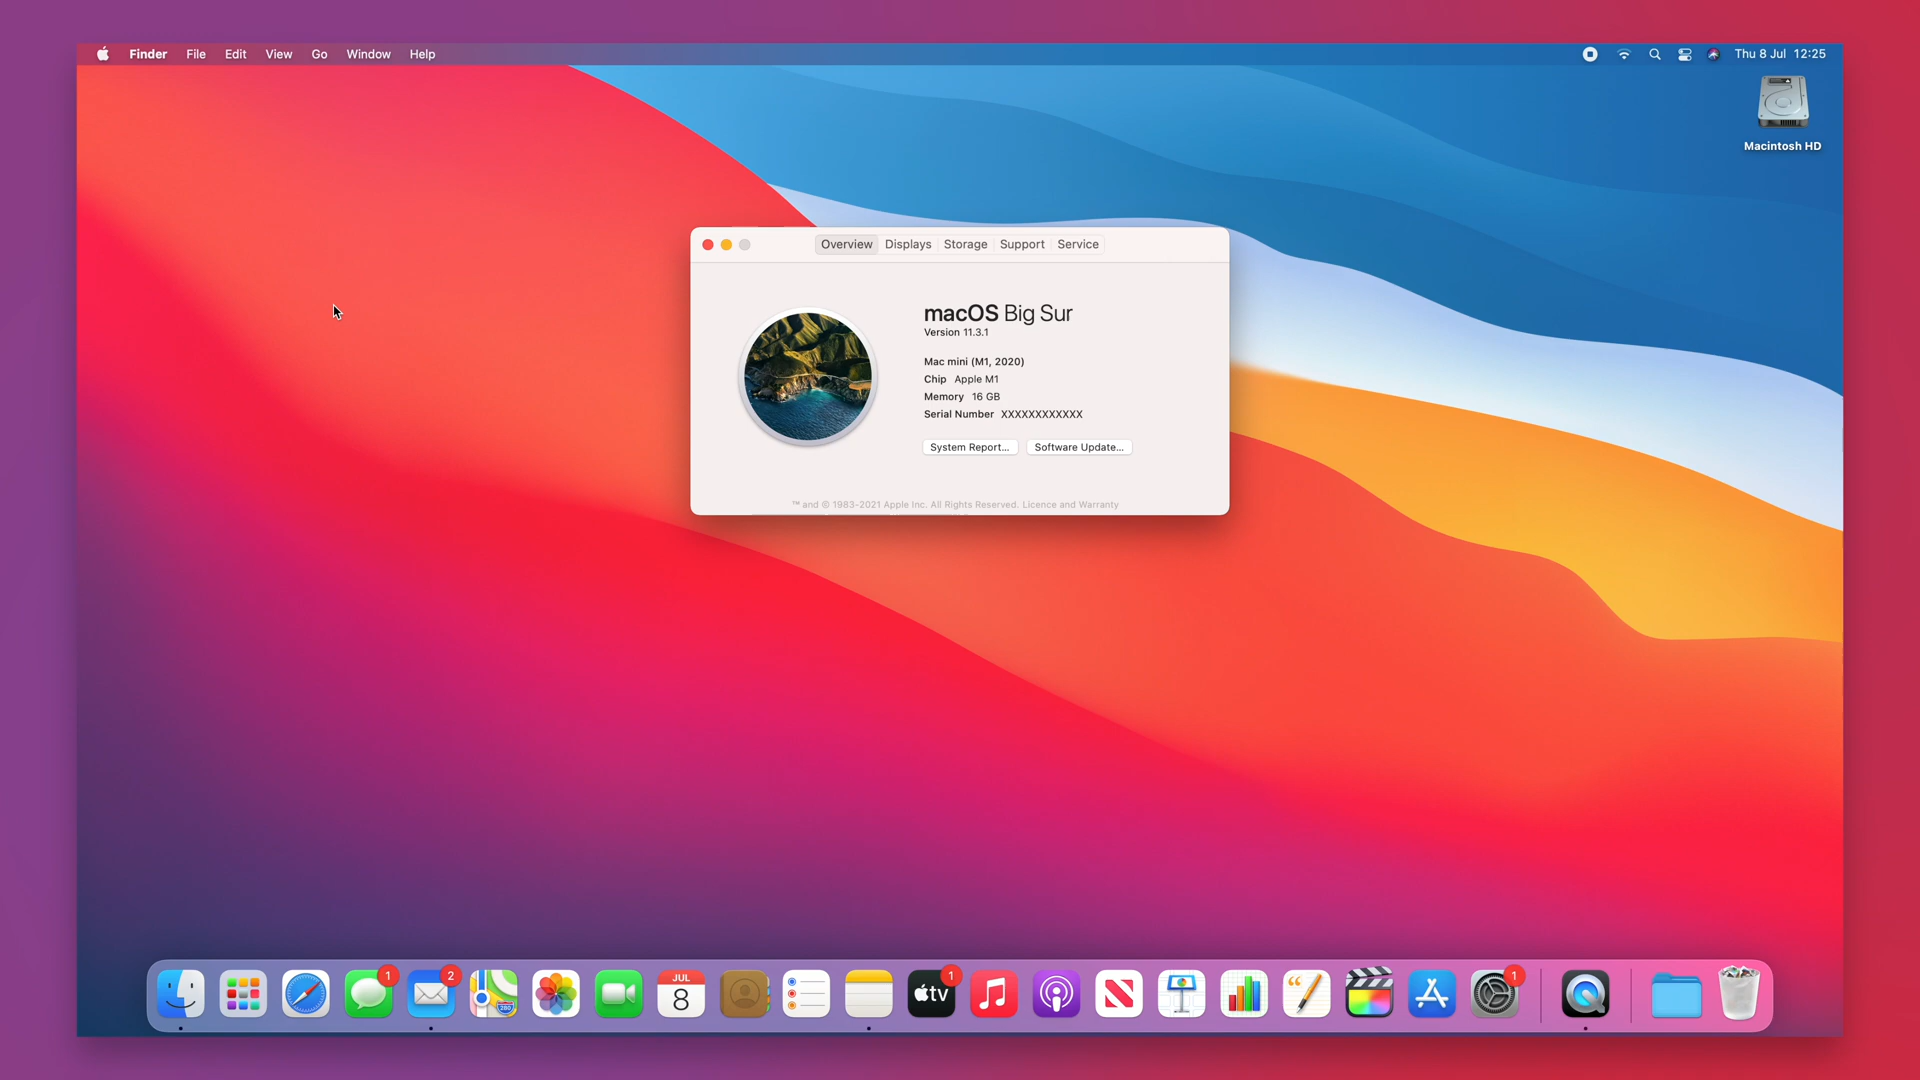 Finder File Edit View Go Window Help
Thu 8 Jul 12:25
Macintosh HD
Overview Displays Storage Support Service
macOS Big Sur
Version 11.3.1
Mac mini (M1, 2020)
Chip Apple M1
Memory 16 GB
Serial Number XXXXXXXXXXXX
System Report... Software Update...
™ and © 1983-2021 Apple Inc. All Rights Reserved. Licence and Warranty
1
2
280
JUL
8
tv
1
1